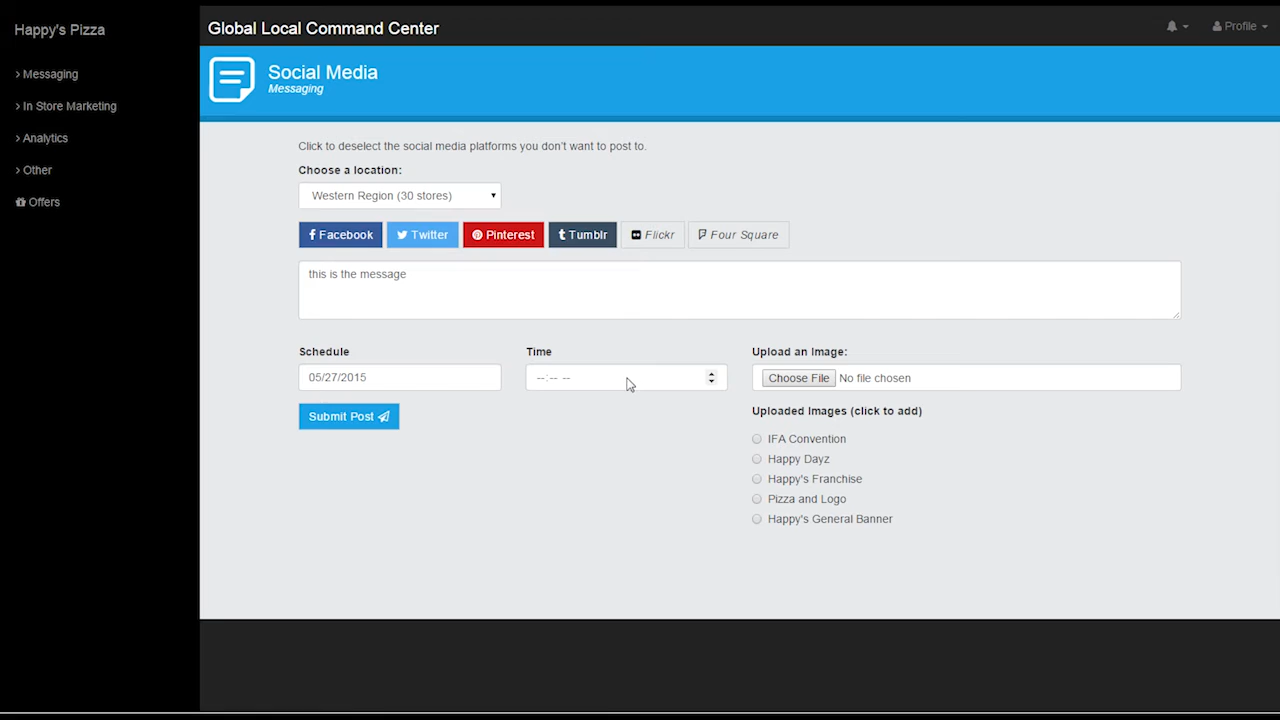 Happy's Pizza
Messaging
In Store Marketing
Analytics
Other
Offers
Global Local Command Center
Profile
Social Media
Messaging
Click to deselect the social media platforms you don't want to post to.
Choose a location:
Western Region (30 stores)
Facebook Twitter Pinterest Tumblr Flickr Four Square
this is the message
Schedule Time Upload an Image:
05/27/2015 --:-- -- Choose File No file chosen
Submit Post
Uploaded Images (click to add)
IFA Convention
Happy Dayz
Happy's Franchise
Pizza and Logo
Happy's General Banner